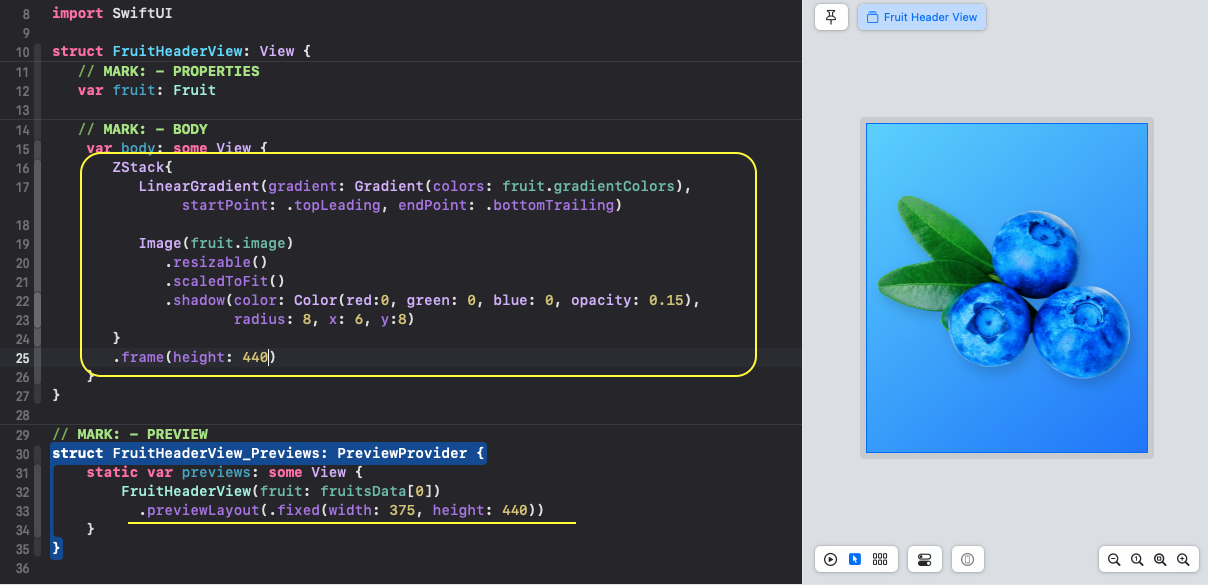 8 import SwiftUI
9
10 struct FruitHeaderView: View {
11 // MARK: - PROPERTIES
12 var fruit: Fruit
13
14 // MARK: - BODY
15 var body: some View {
16 ZStack{
17 LinearGradient(gradient: Gradient(colors: fruit.gradientColors),
startPoint: .topLeading, endPoint: .bottomTrailing)
18
19 Image(fruit.image)
20 .resizable()
21 .scaledToFit()
22 .shadow(color: Color(red:0, green: 0, blue: 0, opacity: 0.15),
23 radius: 8, x: 6, y:8)
24 }
25 .frame(height: 440)
26 }
27 }
28
29 // MARK: - PREVIEW
30 struct FruitHeaderView_Previews: PreviewProvider {
31 static var previews: some View {
32 FruitHeaderView(fruit: fruitsData[0])
33 .previewLayout(.fixed(width: 375, height: 440))
34 }
35 }
36
Fruit Header View